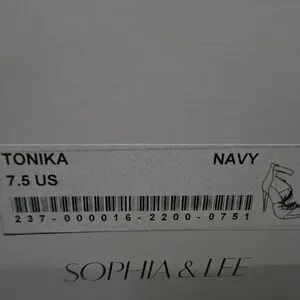 TONIKA NAVY
7.5 US
237-000016-2200-0751
SOPHIA & LEE